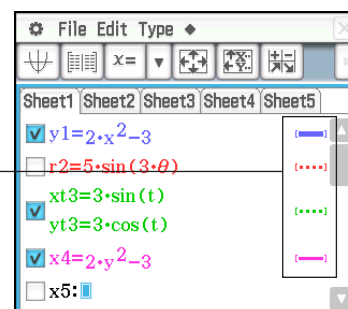 File Edit Type
x=
Sheet1 Sheet2 Sheet3 Sheet4 Sheet5
y1=2·x²−3
r2=5·sin(3·θ)
xt3=3·sin(t)
yt3=3·cos(t)
x4=2·y²−3
x5: